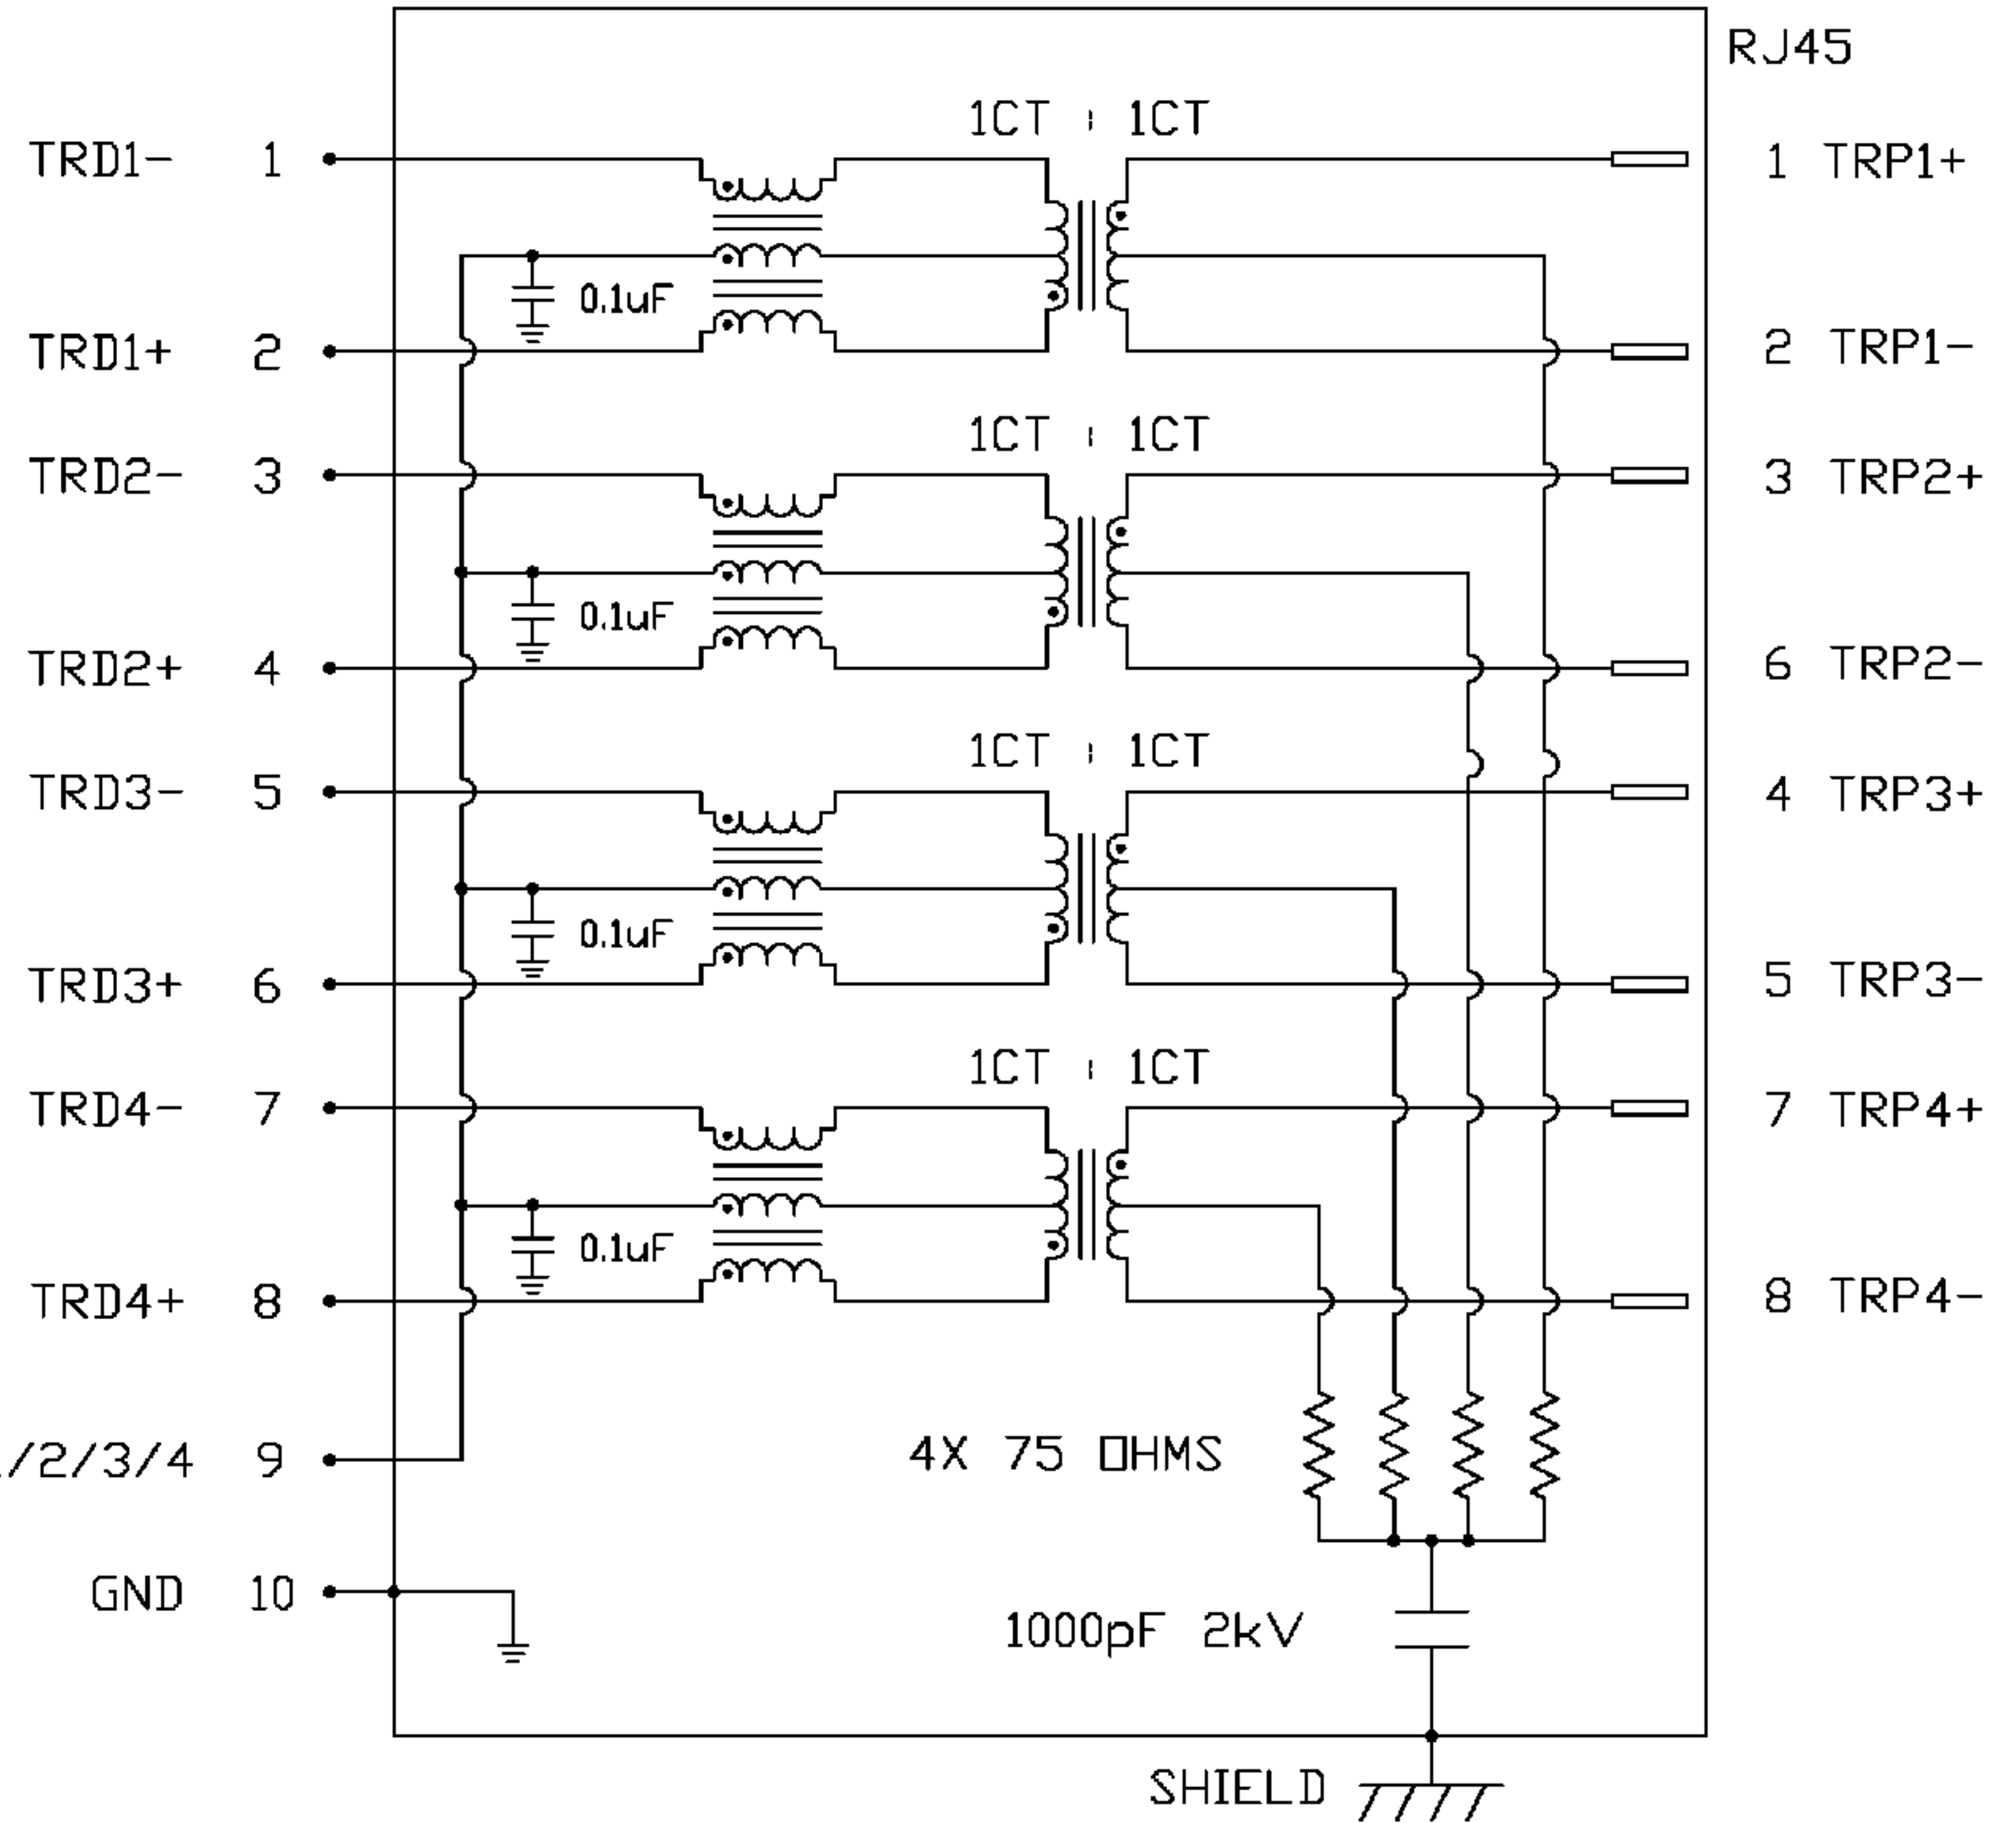 RJ45
1CT : 1CT
TRD1- 1
1 TRP1+
0.1uF
TRD1+ 2
2 TRP1-
1CT : 1CT
TRD2- 3
3 TRP2+
0.1uF
TRD2+ 4
6 TRP2-
1CT : 1CT
TRD3- 5
4 TRP3+
0.1uF
TRD3+ 6
5 TRP3-
1CT : 1CT
TRD4- 7
7 TRP4+
0.1uF
TRD4+ 8
8 TRP4-
/2/3/4 9
4X 75 OHMS
GND 10
1000pF 2kV
SHIELD